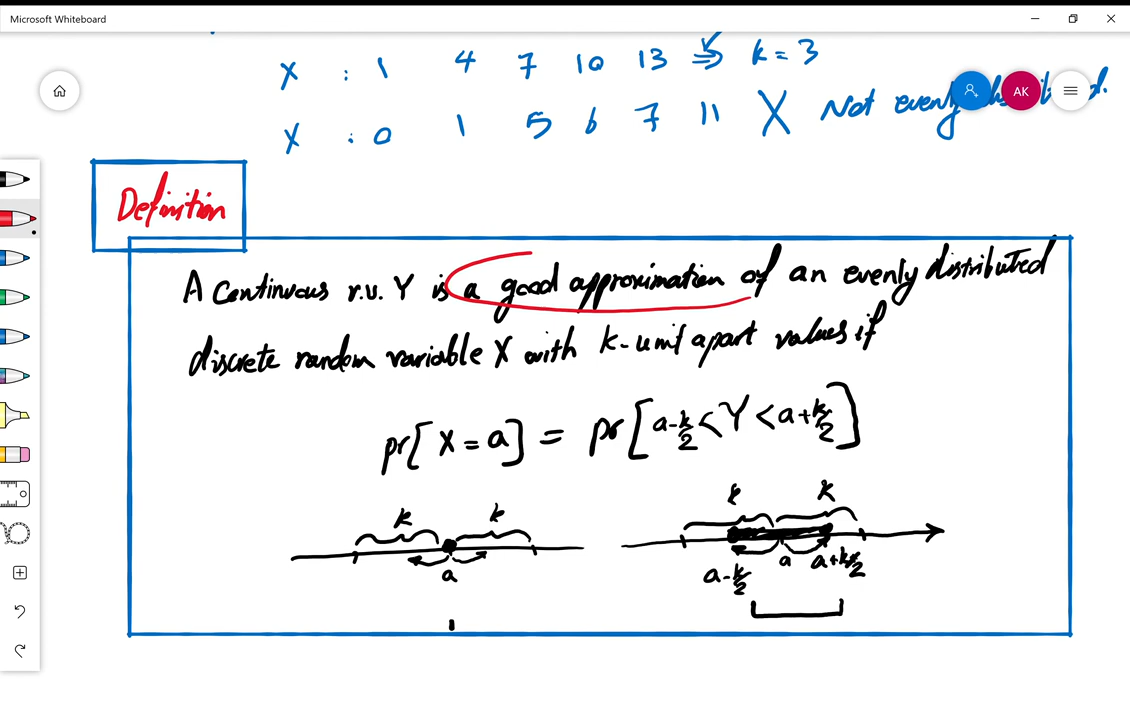 Microsoft Whiteboard
X : 1 4 7 10 13 ⇒ k = 3
AK
X : 0 1 5 6 7 11 X Not evenly
Definition
A Continuous r.v. Y is a good approximation of an evenly distributed
discrete random variable X with k-unit apart values if
pr[X = a] = pr[a-k/2 < Y < a+k/2]
k k k k
a a-k/2 a a+k/2